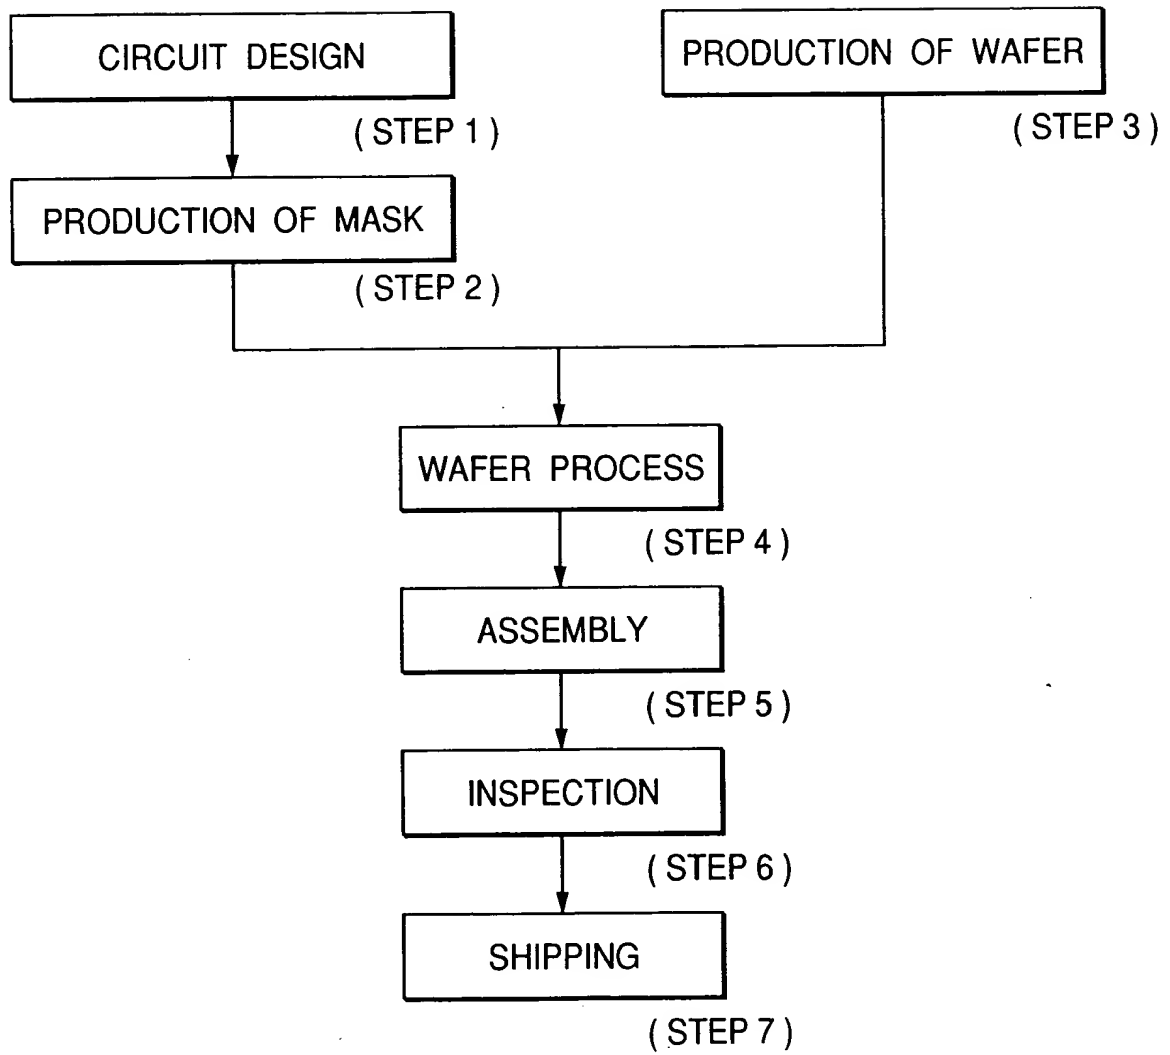 CIRCUIT DESIGN
(STEP 1)
PRODUCTION OF MASK
(STEP 2)
PRODUCTION OF WAFER
(STEP 3)
WAFER PROCESS
(STEP 4)
ASSEMBLY
(STEP 5)
INSPECTION
(STEP 6)
SHIPPING
(STEP 7)